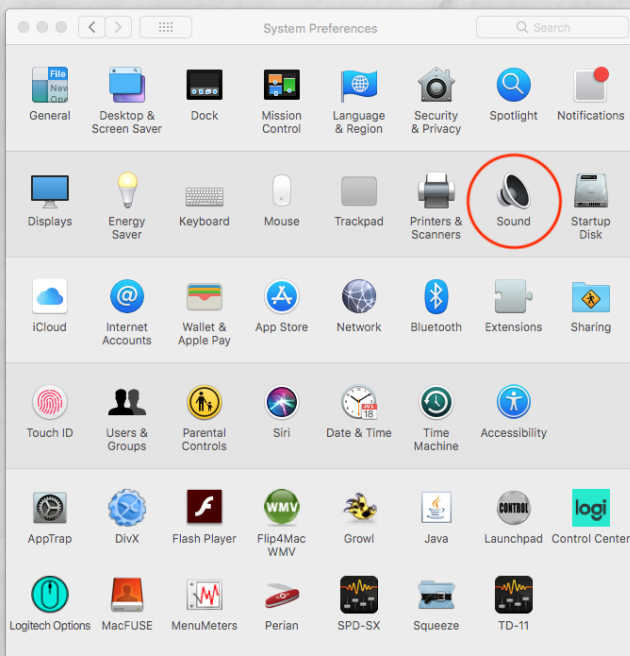 System Preferences
Search
File
New
Ope
General
Desktop &
Screen Saver
Dock
Mission
Control
Language
& Region
Security
& Privacy
Spotlight
Notifications
Displays
Energy
Saver
Keyboard
Mouse
Trackpad
Printers &
Scanners
Sound
Startup
Disk
@
iCloud
Internet
Accounts
Wallet &
Apple Pay
App Store
Network
Bluetooth
Extensions
Sharing
JUL
18
Touch ID
Users &
Groups
Parental
Controls
Siri
Date & Time
Time
Machine
Accessibility
WMV
CONTROL
logi
AppTrap
DivX
Flash Player
Flip4Mac
WMV
Growl
Java
Launchpad
Control Center
Logitech Options
MacFUSE
MenuMeters
Perian
SPD-SX
Squeeze
TD-11